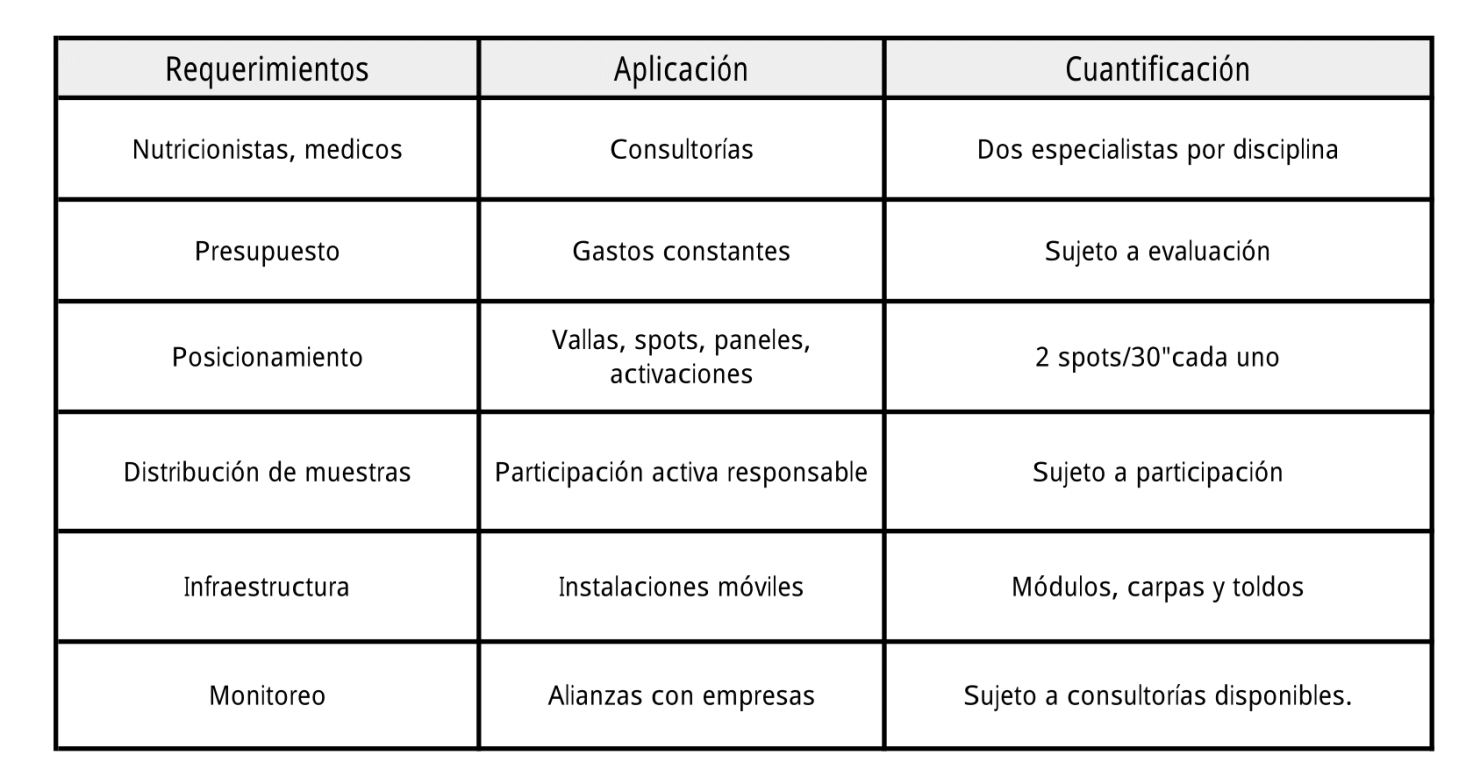 Requerimientos Aplicación Cuantificación
Nutricionistas, medicos Consultorías Dos especialistas por disciplina
Presupuesto Gastos constantes Sujeto a evaluación
Posicionamiento Vallas, spots, paneles, 2 spots/30"cada uno
activaciones
Distribución de muestras Participación activa responsable Sujeto a participación
Infraestructura Instalaciones móviles Módulos, carpas y toldos
Monitoreo Alianzas con empresas Sujeto a consultorías disponibles.